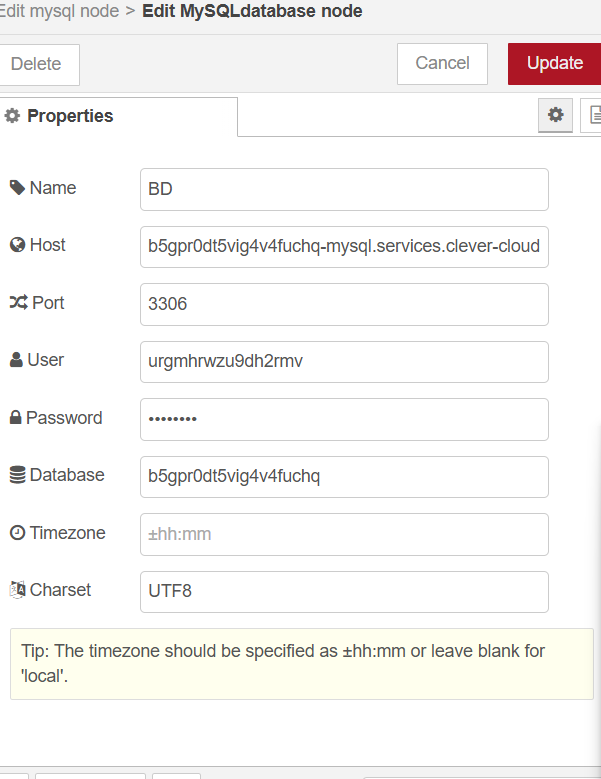 Edit mysql node > Edit MySQLdatabase node
Delete Cancel Update
Properties
Name BD
Host b5gpr0dt5vig4v4fuchq-mysql.services.clever-cloud
Port 3306
User urgmhrwzu9dh2rmv
Password ••••••••
Database b5gpr0dt5vig4v4fuchq
Timezone ±hh:mm
Charset UTF8
Tip: The timezone should be specified as ±hh:mm or leave blank for
'local'.